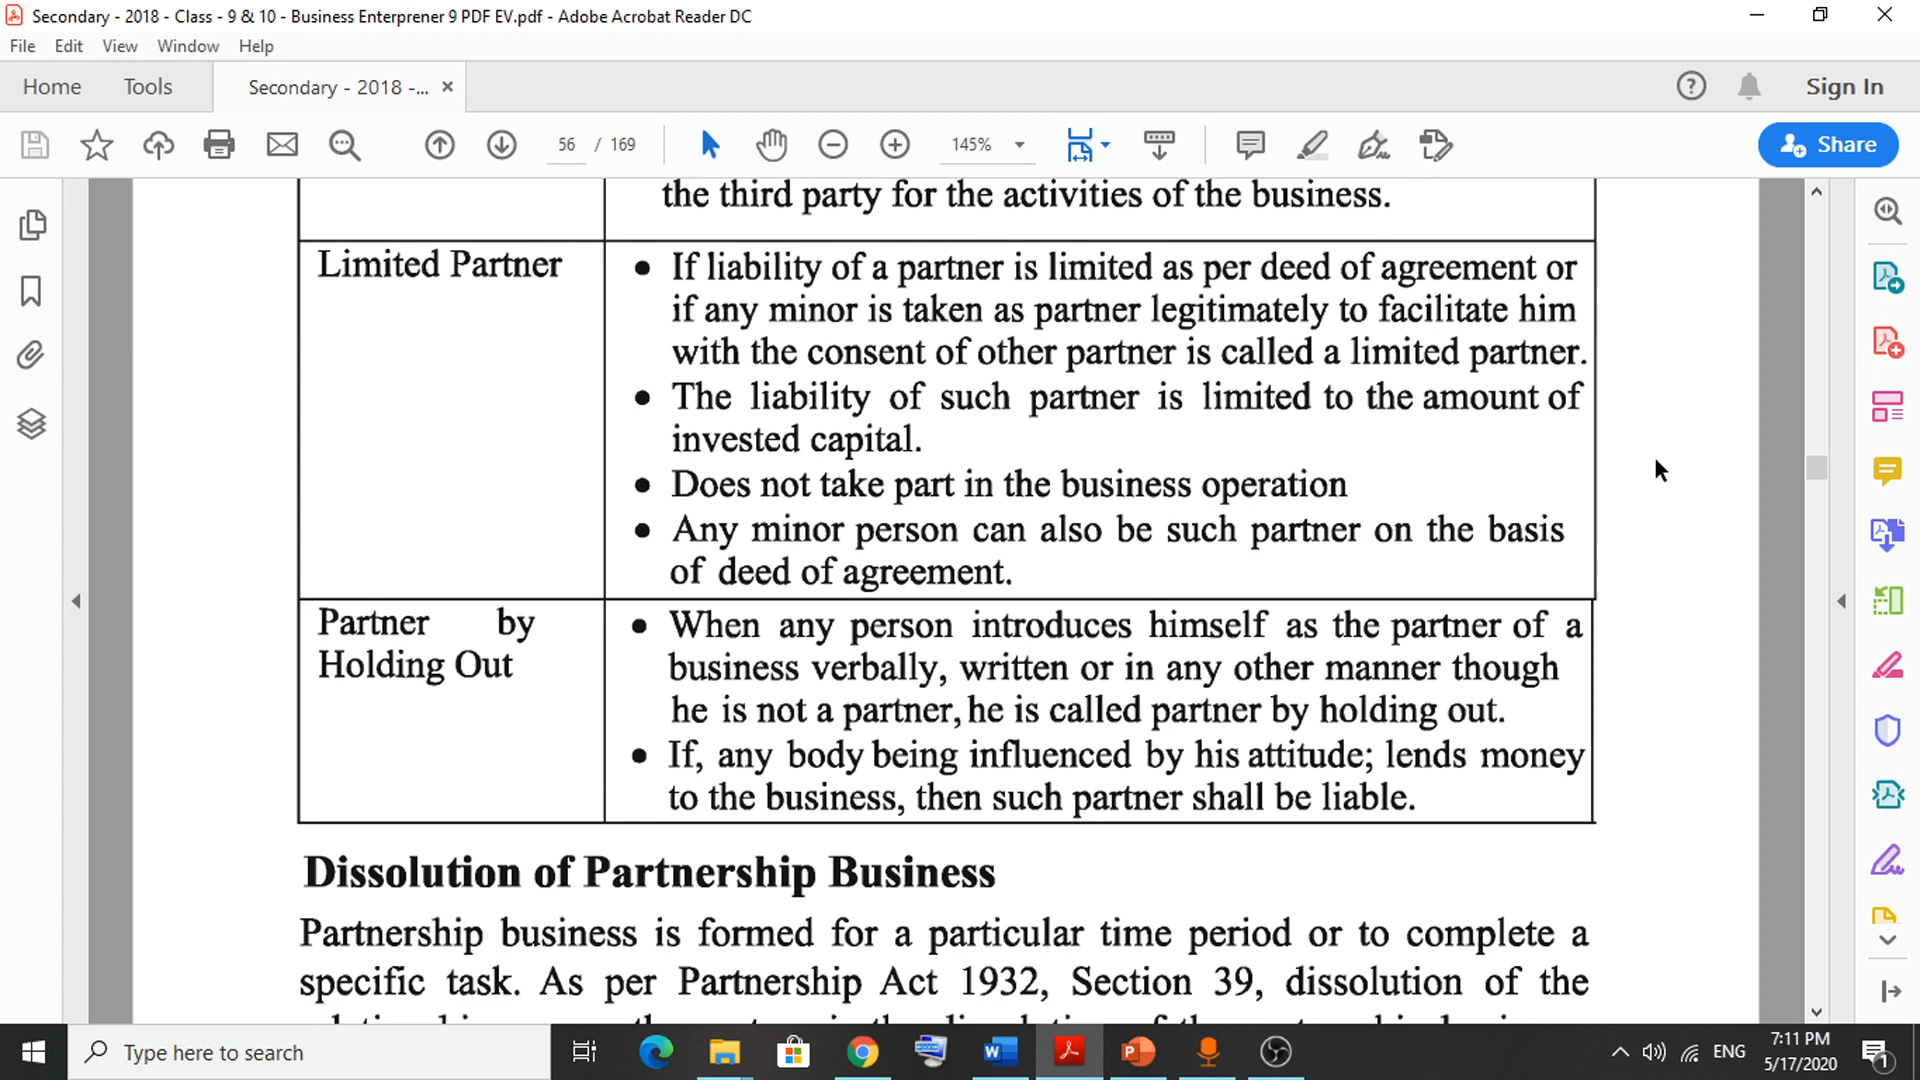 Secondary - 2018 - Class - 9 & 10 - Business Enterprener 9 PDF EV.pdf - Adobe Acrobat Reader DC
File Edit View Window Help
Home Tools Secondary - 2018 -... ×
Sign In
56 / 169
145%
Share
the third party for the activities of the business.
Limited Partner
• If liability of a partner is limited as per deed of agreement or
if any minor is taken as partner legitimately to facilitate him
with the consent of other partner is called a limited partner.
• The liability of such partner is limited to the amount of
invested capital.
• Does not take part in the business operation
• Any minor person can also be such partner on the basis
of deed of agreement.
Partner by
Holding Out
• When any person introduces himself as the partner of a
business verbally, written or in any other manner though
he is not a partner, he is called partner by holding out.
• If, any body being influenced by his attitude; lends money
to the business, then such partner shall be liable.
Dissolution of Partnership Business
Partnership business is formed for a particular time period or to complete a
specific task. As per Partnership Act 1932, Section 39, dissolution of the
Type here to search
ENG
7:11 PM
5/17/2020
1